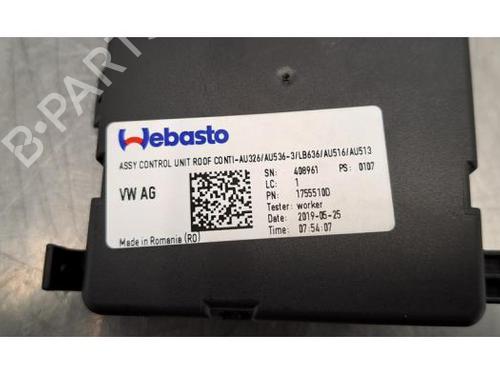 Webasto
ASSY CONTROL UNIT ROOF CONTI-AU326/AU536-3/LB636/AU516/AU513
VW AG
SN: 408961 PS: 0107
LC: 1
PN: 1755510D
Tester: worker
Date: 2019-05-25
Time: 07:54:07
Made in Romania (RO)